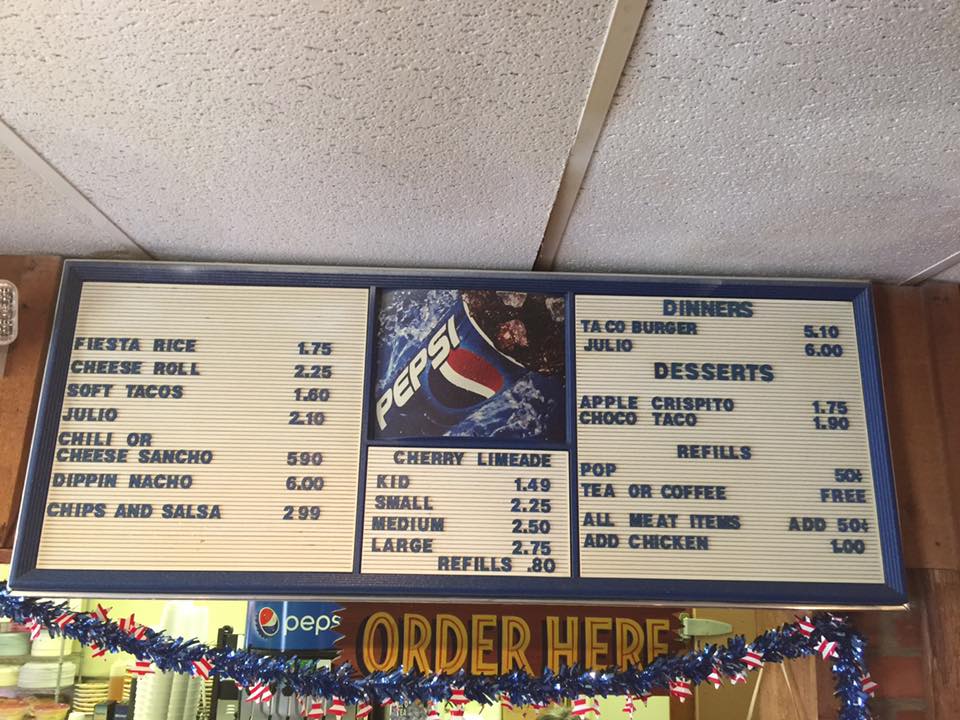 FIESTA RICE 1.75
CHEESE ROLL 2.25
SOFT TACOS 1.60
JULIO 2.10
CHILI OR
CHEESE SANCHO 590
DIPPIN NACHO 6.00
CHIPS AND SALSA 2 99
PEPSI
CHERRY LIMEADE
KID 1.49
SMALL 2.25
MEDIUM 2.50
LARGE 2.75
REFILLS .80
DINNERS
TACO BURGER 5.10
JULIO 6.00
DESSERTS
APPLE CRISPITO 1.75
CHOCO TACO 1.90
REFILLS
POP 50¢
TEA OR COFFEE FREE
ALL MEAT ITEMS ADD 50¢
ADD CHICKEN 1.00
peps
ORDER HERE